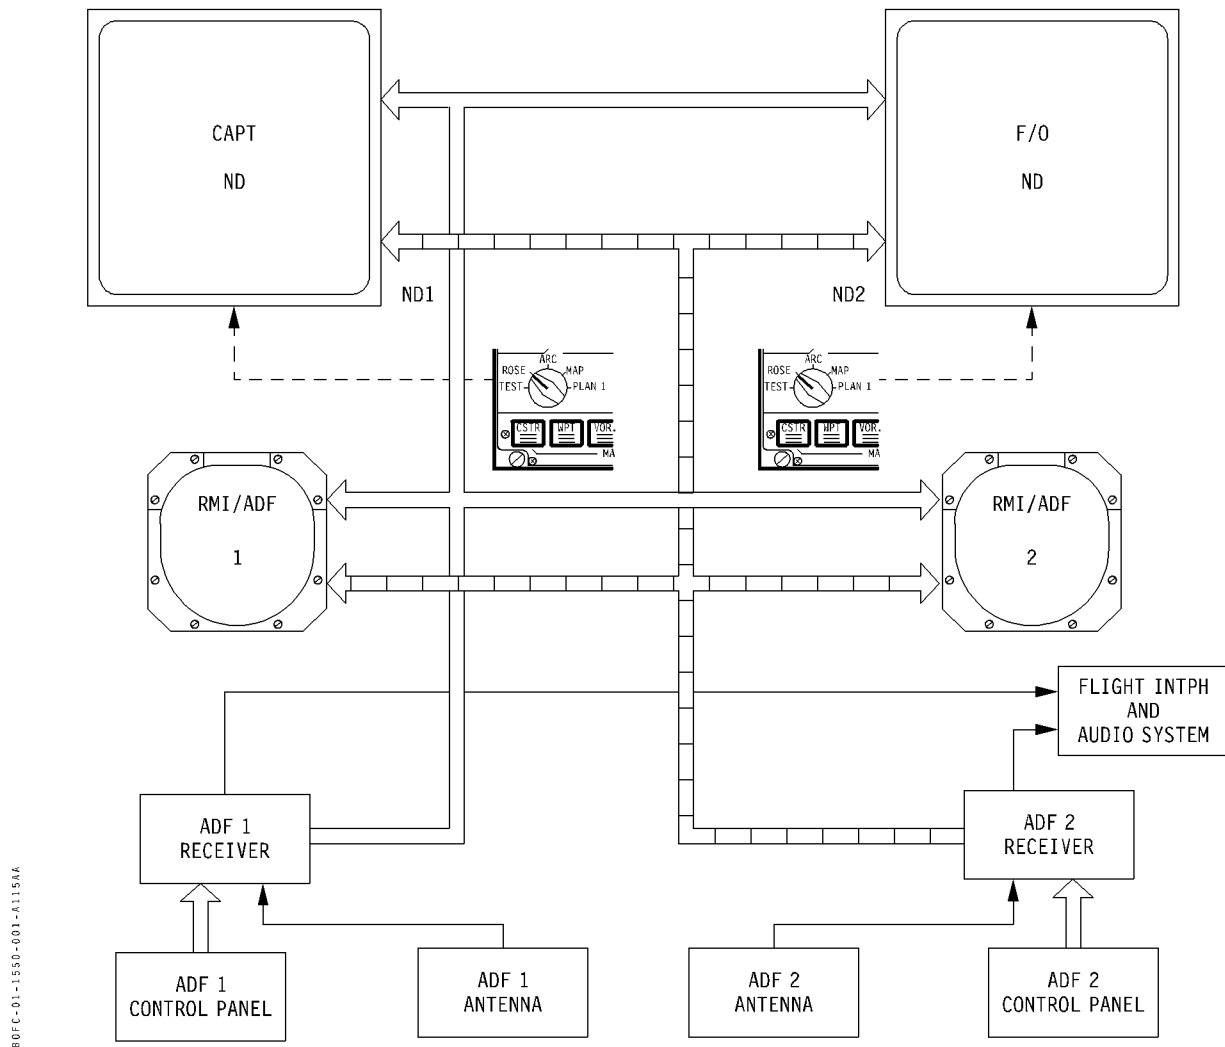 CAPT
ND
F/O
ND
ND1
ND2
ARC
ROSE
MAP
TEST
PLAN 1
CSTR
WPT
VOR.
MA
ARC
ROSE
MAP
TEST
PLAN 1
CSTR
WPT
VOR.
MA
RMI/ADF
1
RMI/ADF
2
FLIGHT INTPH
AND
AUDIO SYSTEM
ADF 1
RECEIVER
ADF 2
RECEIVER
ADF 1
CONTROL PANEL
ADF 1
ANTENNA
ADF 2
ANTENNA
ADF 2
CONTROL PANEL
B0FC-01-1550-001-A115AA